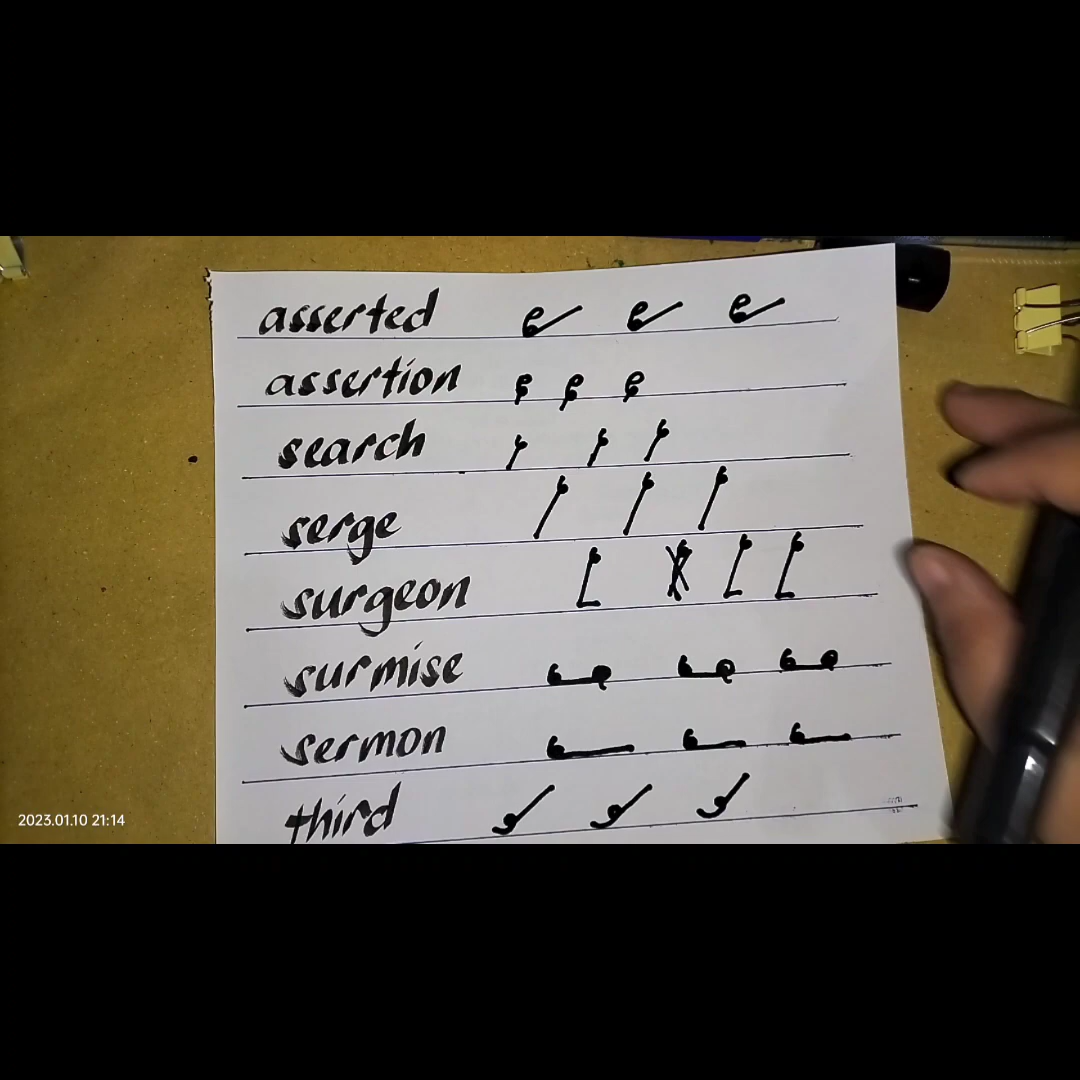 asserted
assertion
search
serge
surgeon
surmise
sermon
third
2023.01.10 21:14